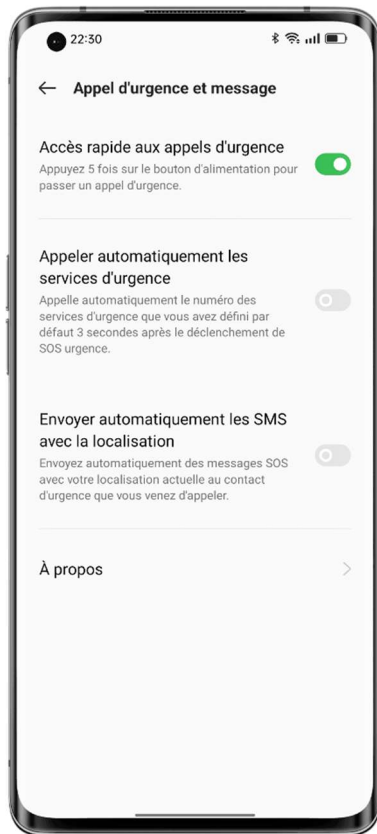 22:30
Appel d'urgence et message
Accès rapide aux appels d'urgence
Appuyez 5 fois sur le bouton d'alimentation pour
passer un appel d'urgence.
Appeler automatiquement les
services d'urgence
Appelle automatiquement le numéro des
services d'urgence que vous avez défini par
défaut 3 secondes après le déclenchement de
SOS urgence.
Envoyer automatiquement les SMS
avec la localisation
Envoyez automatiquement des messages SOS
avec votre localisation actuelle au contact
d'urgence que vous venez d'appeler.
À propos